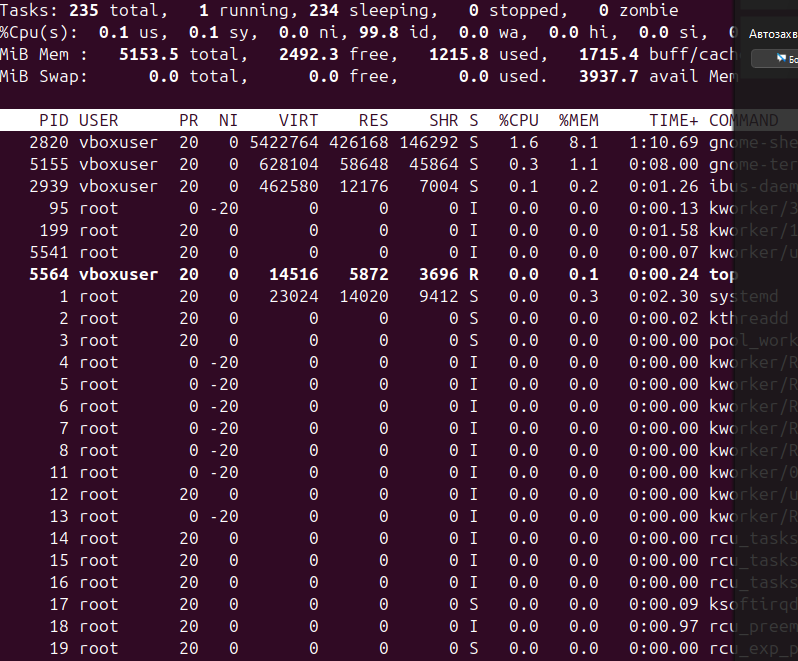 Tasks: 235 total,   1 running, 234 sleeping,   0 stopped,   0 zombie
%Cpu(s):  0.1 us,  0.1 sy,  0.0 ni, 99.8 id,  0.0 wa,  0.0 hi,  0.0 si,  0
Автозахв
MiB Mem :   5153.5 total,   2492.3 free,   1215.8 used,   1715.4 buff/cach
Бо
MiB Swap:      0.0 total,      0.0 free,      0.0 used.   3937.7 avail Mem
PID USER      PR  NI    VIRT    RES    SHR S  %CPU  %MEM     TIME+ COMMAND
2820 vboxuser  20   0 5422764 426168 146292 S   1.6   8.1   1:10.69 gnome-she
5155 vboxuser  20   0  628104  58648  45864 S   0.3   1.1   0:08.00 gnome-ter
2939 vboxuser  20   0  462580  12176   7004 S   0.1   0.2   0:01.26 ibus-daem
95 root       0 -20       0      0      0 I   0.0   0.0   0:00.13 kworker/3
199 root      20   0       0      0      0 I   0.0   0.0   0:01.58 kworker/1
5541 root      20   0       0      0      0 I   0.0   0.0   0:00.07 kworker/u
5564 vboxuser  20   0   14516   5872   3696 R   0.0   0.1   0:00.24 top
1 root      20   0   23024  14020   9412 S   0.0   0.3   0:02.30 systemd
2 root      20   0       0      0      0 S   0.0   0.0   0:00.02 kthreadd
3 root      20   0       0      0      0 S   0.0   0.0   0:00.00 pool_work
4 root       0 -20       0      0      0 I   0.0   0.0   0:00.00 kworker/R
5 root       0 -20       0      0      0 I   0.0   0.0   0:00.00 kworker/R
6 root       0 -20       0      0      0 I   0.0   0.0   0:00.00 kworker/R
7 root       0 -20       0      0      0 I   0.0   0.0   0:00.00 kworker/R
8 root       0 -20       0      0      0 I   0.0   0.0   0:00.00 kworker/R
11 root       0 -20       0      0      0 I   0.0   0.0   0:00.00 kworker/0
12 root      20   0       0      0      0 I   0.0   0.0   0:00.00 kworker/u
13 root       0 -20       0      0      0 I   0.0   0.0   0:00.00 kworker/R
14 root      20   0       0      0      0 I   0.0   0.0   0:00.00 rcu_tasks
15 root      20   0       0      0      0 I   0.0   0.0   0:00.00 rcu_tasks
16 root      20   0       0      0      0 I   0.0   0.0   0:00.00 rcu_tasks
17 root      20   0       0      0      0 S   0.0   0.0   0:00.09 ksoftirqd
18 root      20   0       0      0      0 I   0.0   0.0   0:00.97 rcu_preem
19 root      20   0       0      0      0 S   0.0   0.0   0:00.00 rcu_exp_p